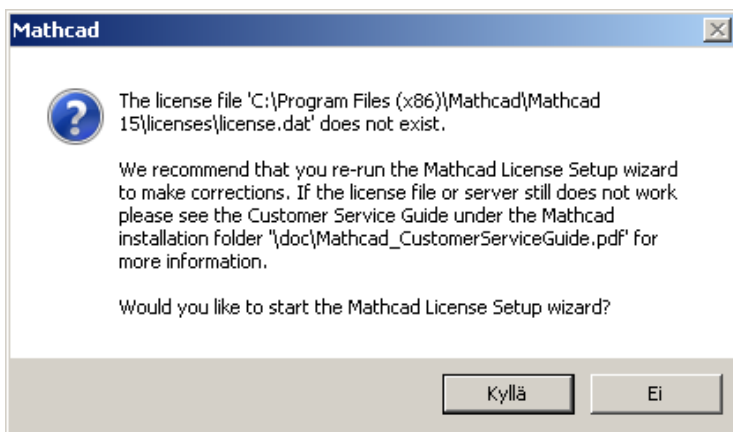 Mathcad
The license file 'C:\Program Files (x86)\Mathcad\Mathcad
15\licenses\license.dat' does not exist.
We recommend that you re-run the Mathcad License Setup wizard
to make corrections. If the license file or server still does not work
please see the Customer Service Guide under the Mathcad
installation folder '\doc\Mathcad_CustomerServiceGuide.pdf' for
more information.
Would you like to start the Mathcad License Setup wizard?
Kyllä
Ei